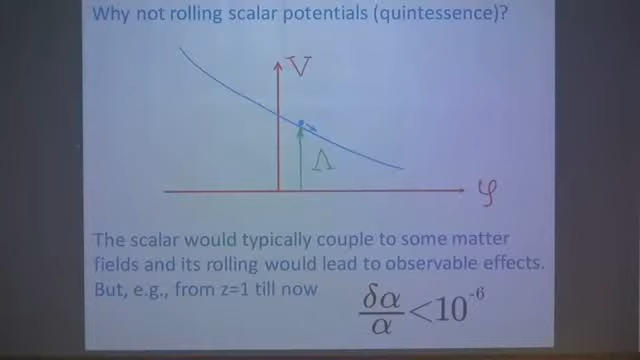 Why not rolling scalar potentials (quintessence)?
V
Λ
φ
The scalar would typically couple to some matter
fields and its rolling would lead to observable effects.
But, e.g., from z=1 till now
δα/α < 10⁻⁶